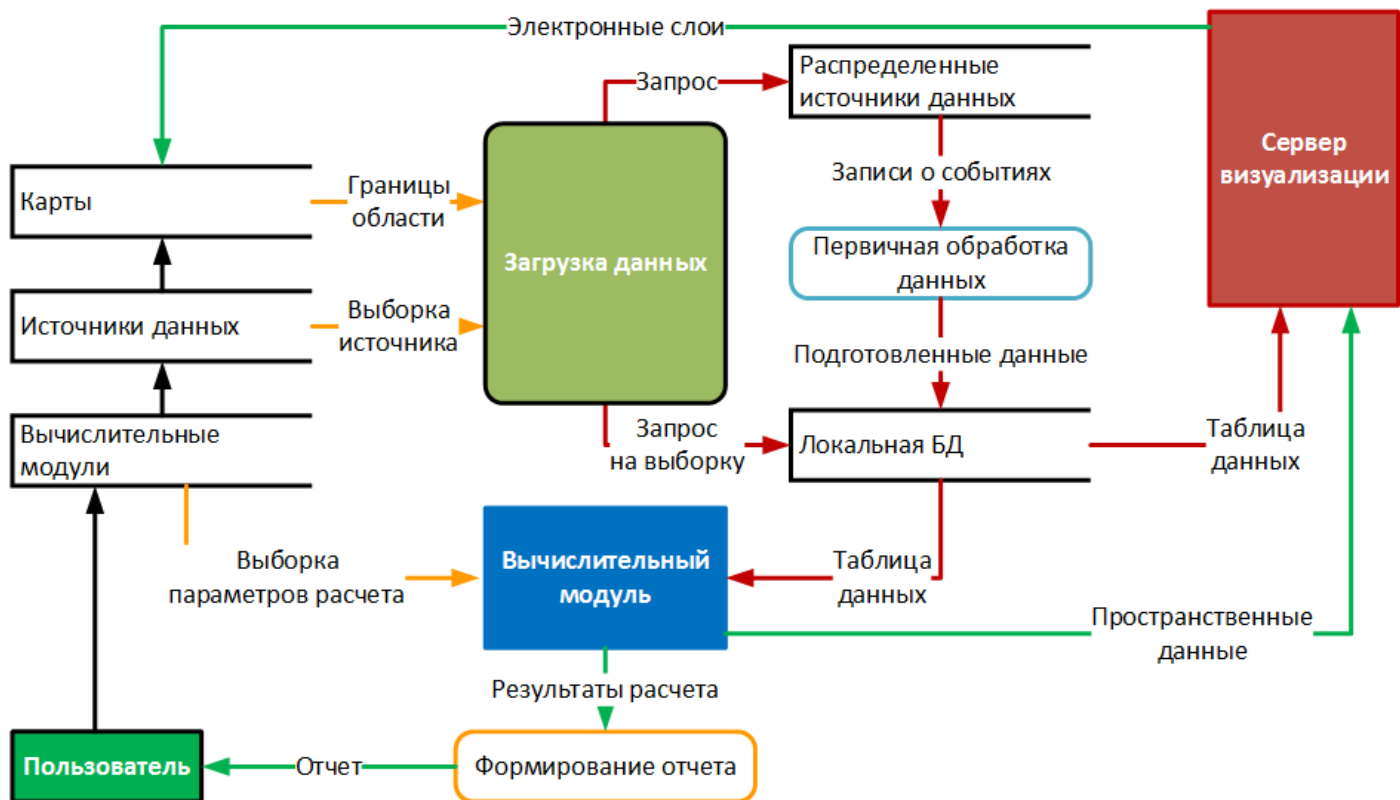 Электронные слои
Запрос
Распределенные
источники данных
Сервер
визуализации
Карты
Границы
области
Записи о событиях
Загрузка данных
Первичная обработка
данных
Источники данных
Выборка
источника
Подготовленные данные
Вычислительные
модули
Запрос
на выборку
Локальная БД
Таблица
данных
Выборка
параметров расчета
Вычислительный
модуль
Таблица
данных
Пространственные
данные
Результаты расчета
Пользователь
Отчет
Формирование отчета